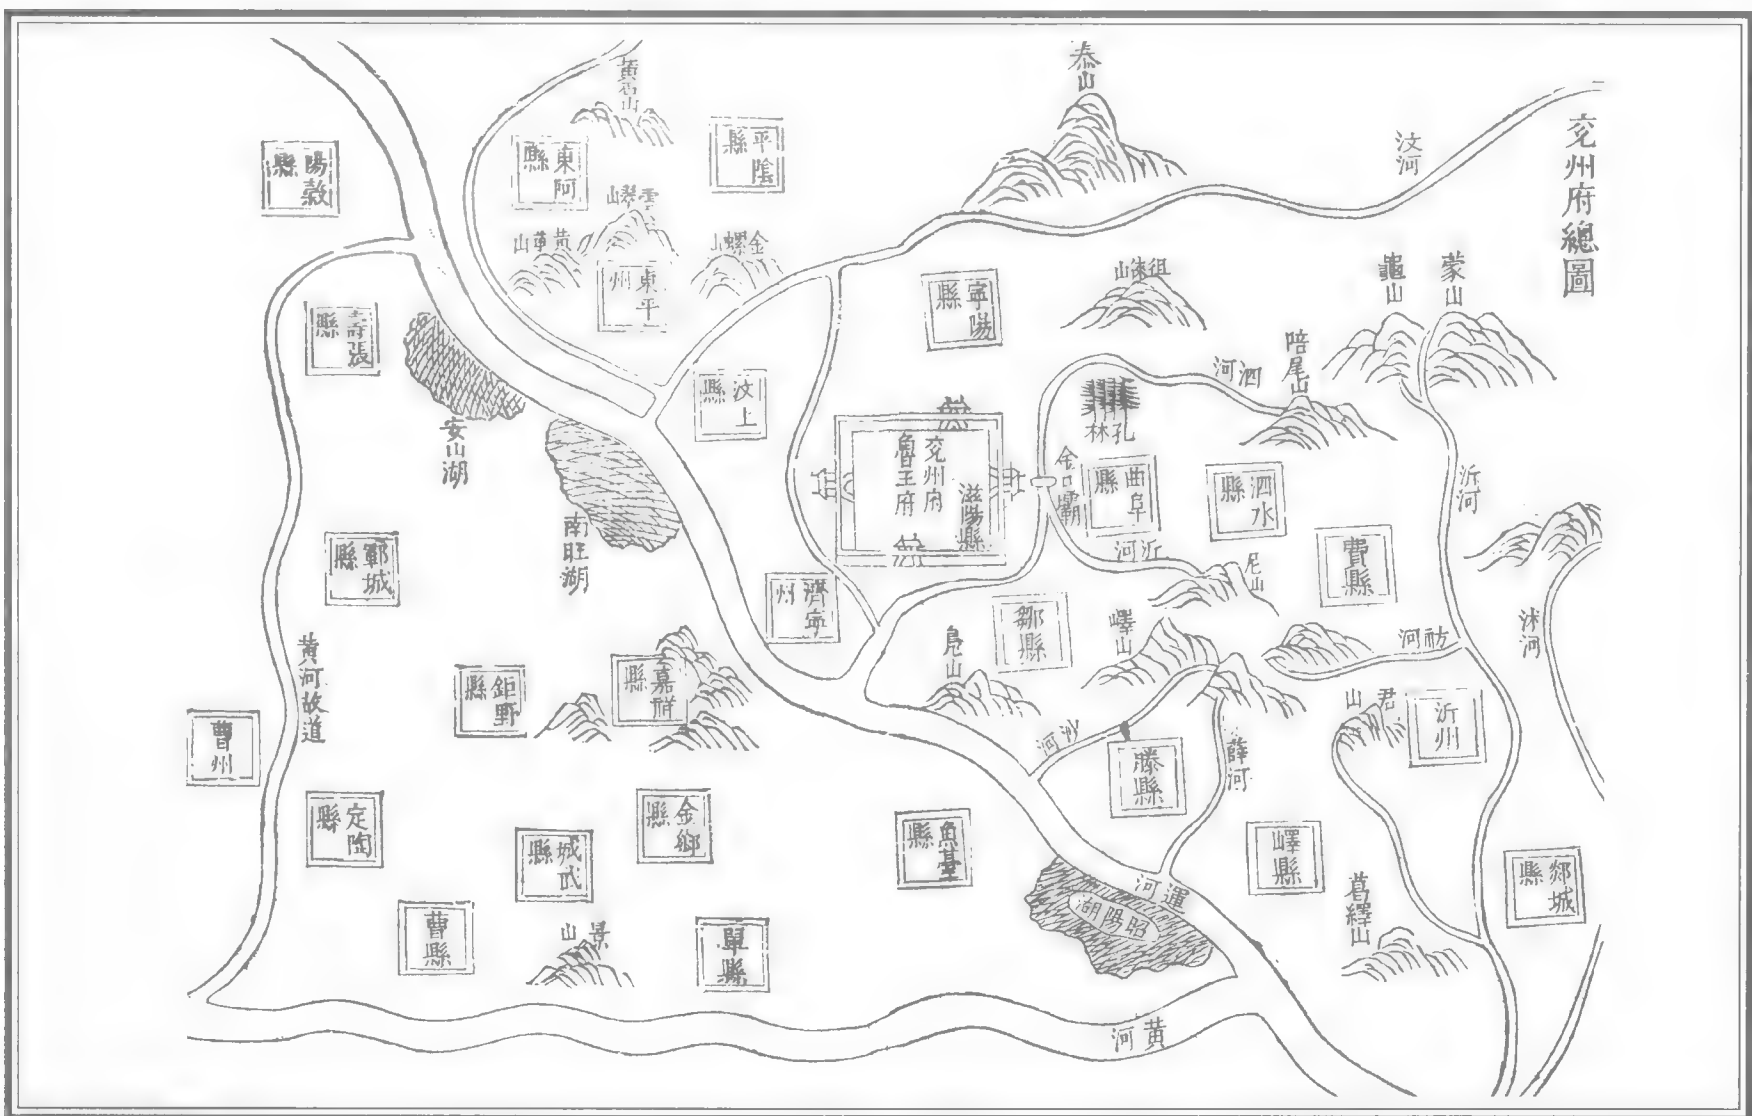 兗州府總圖
泰山
汶河
黃石山
平陰縣
東阿縣
陽穀縣
雲翠山
金螺山
黃華山
東平州
壽張縣
安山湖
汶上縣
寧陽縣
徂徠山
蒙山
龜山
陪尾山
泗河
孔林
兗州府
魯王府
滋陽縣
金口壩
曲阜縣
泗水縣
沂河
費縣
沂河
尼山
南旺湖
鄆城縣
濟寧州
鄒縣
嶧山
鳧山
祊河
沭河
黃河故道
鉅野縣
嘉祥縣
曹州
君山
沂州
薛河
滕縣
定陶縣
城武縣
金鄉縣
魚臺縣
嶧縣
郯城縣
葛嶧山
運河
昭陽湖
曹縣
景山
單縣
黃河